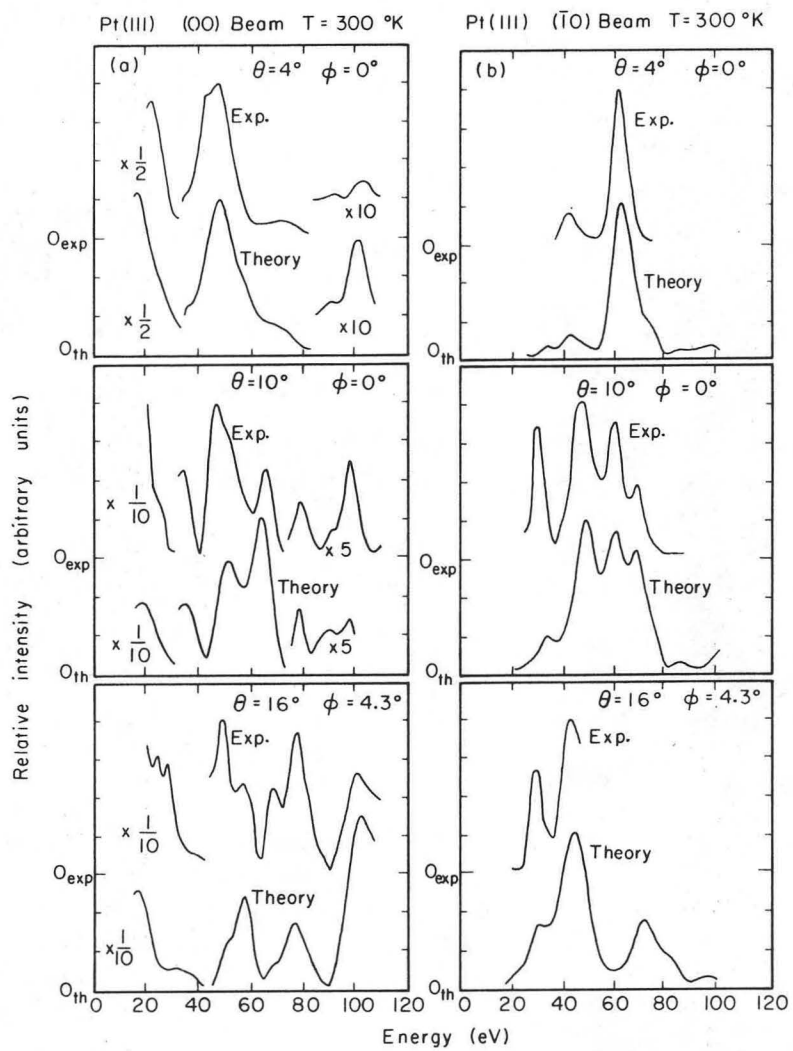 Pt(111) (00) Beam T = 300 °K
Pt(111) (1̄0) Beam T = 300 °K
(a) θ=4° φ=0°
Exp.
x 1/2
x10
Oexp
Theory
x 1/2
x10
Oth
(b) θ=4° φ=0°
Exp.
Oexp
Theory
Oth
θ=10° φ=0°
Exp.
x 1/10
x 5
Oexp
Theory
x 1/10
x5
Oth
θ=10° φ=0°
Exp.
Oexp
Theory
Oth
θ=16° φ=4.3°
Exp.
x 1/10
Oexp
Theory
x 1/10
Oth
θ=16° φ=4.3°
Exp.
Oexp
Theory
Oth
0 20 40 60 80 100 120
0 20 40 60 80 100 120
Energy (eV)
Relative intensity (arbitrary units)